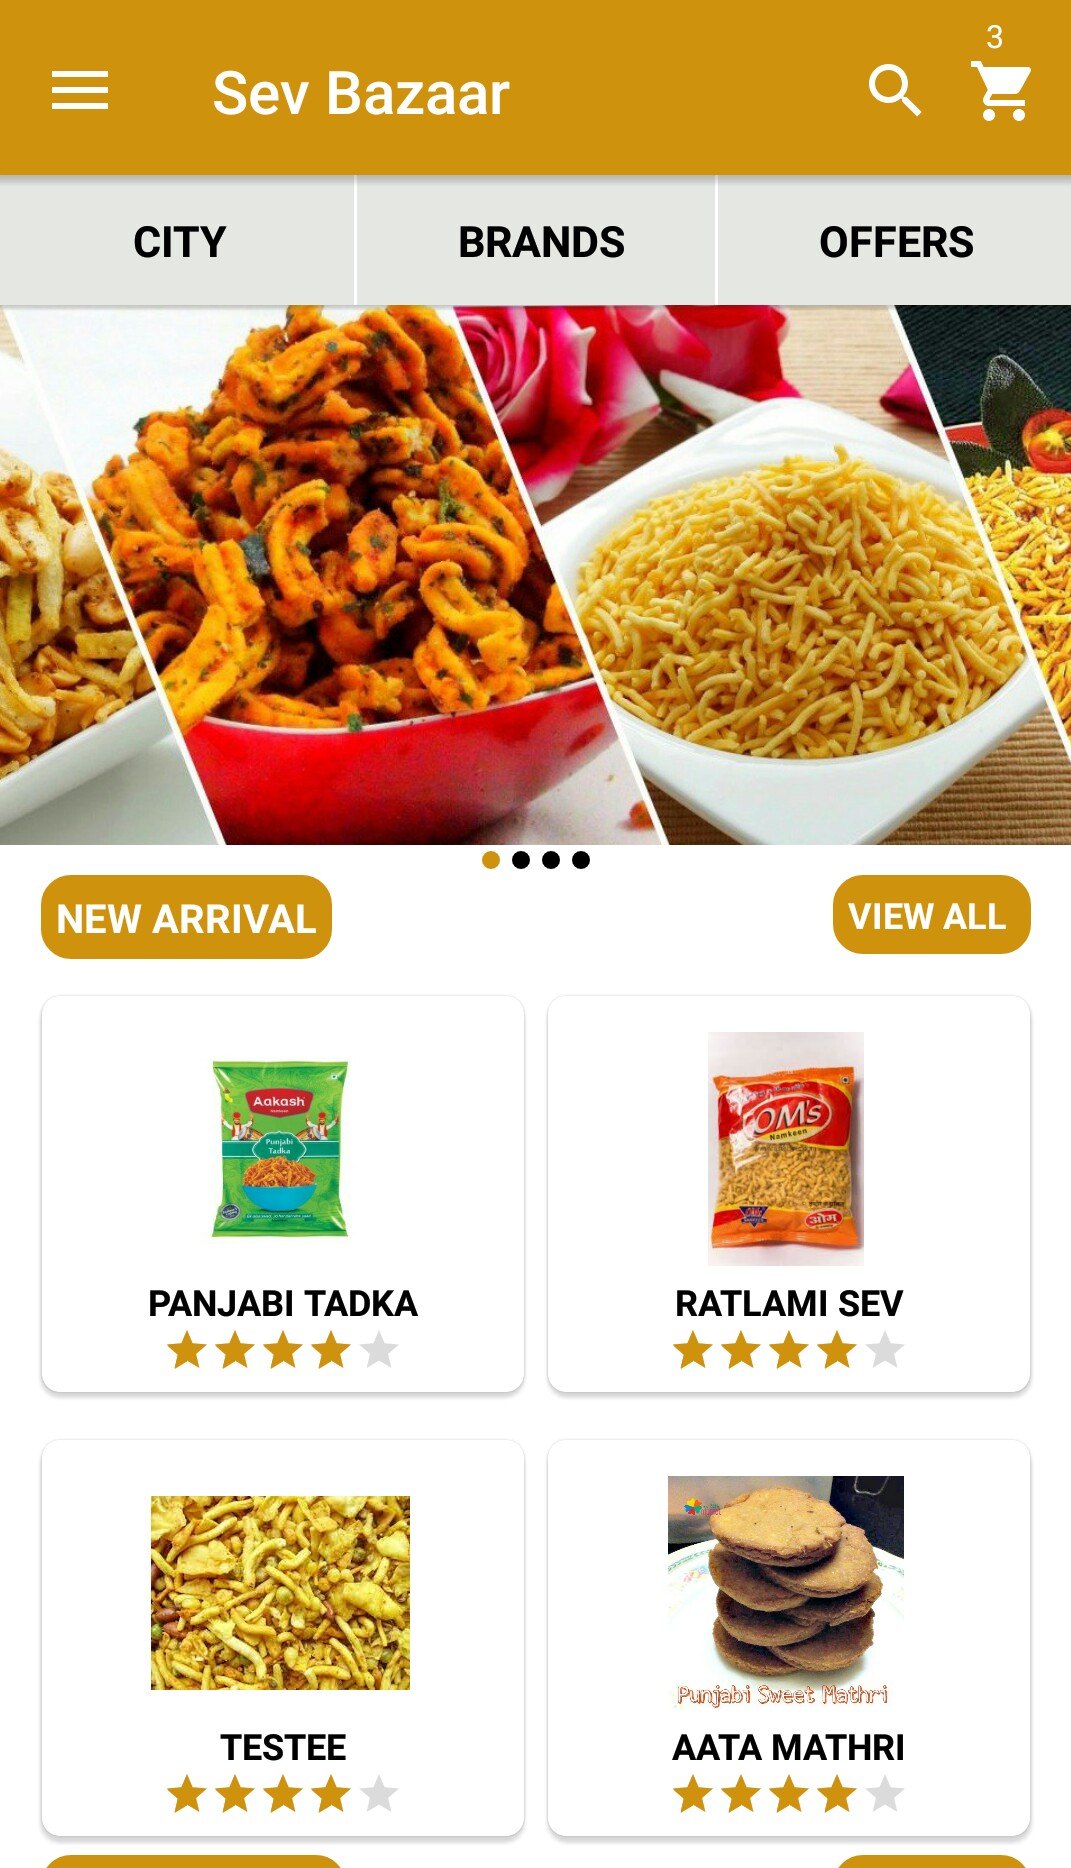 3
Sev Bazaar
CITY
BRANDS
OFFERS
NEW ARRIVAL
VIEW ALL
Aakash
Punjabi
Tadka
OM's
Namkeen
ओम
PANJABI TADKA
RATLAMI SEV
Punjabi Sweet Mathri
TESTEE
AATA MATHRI